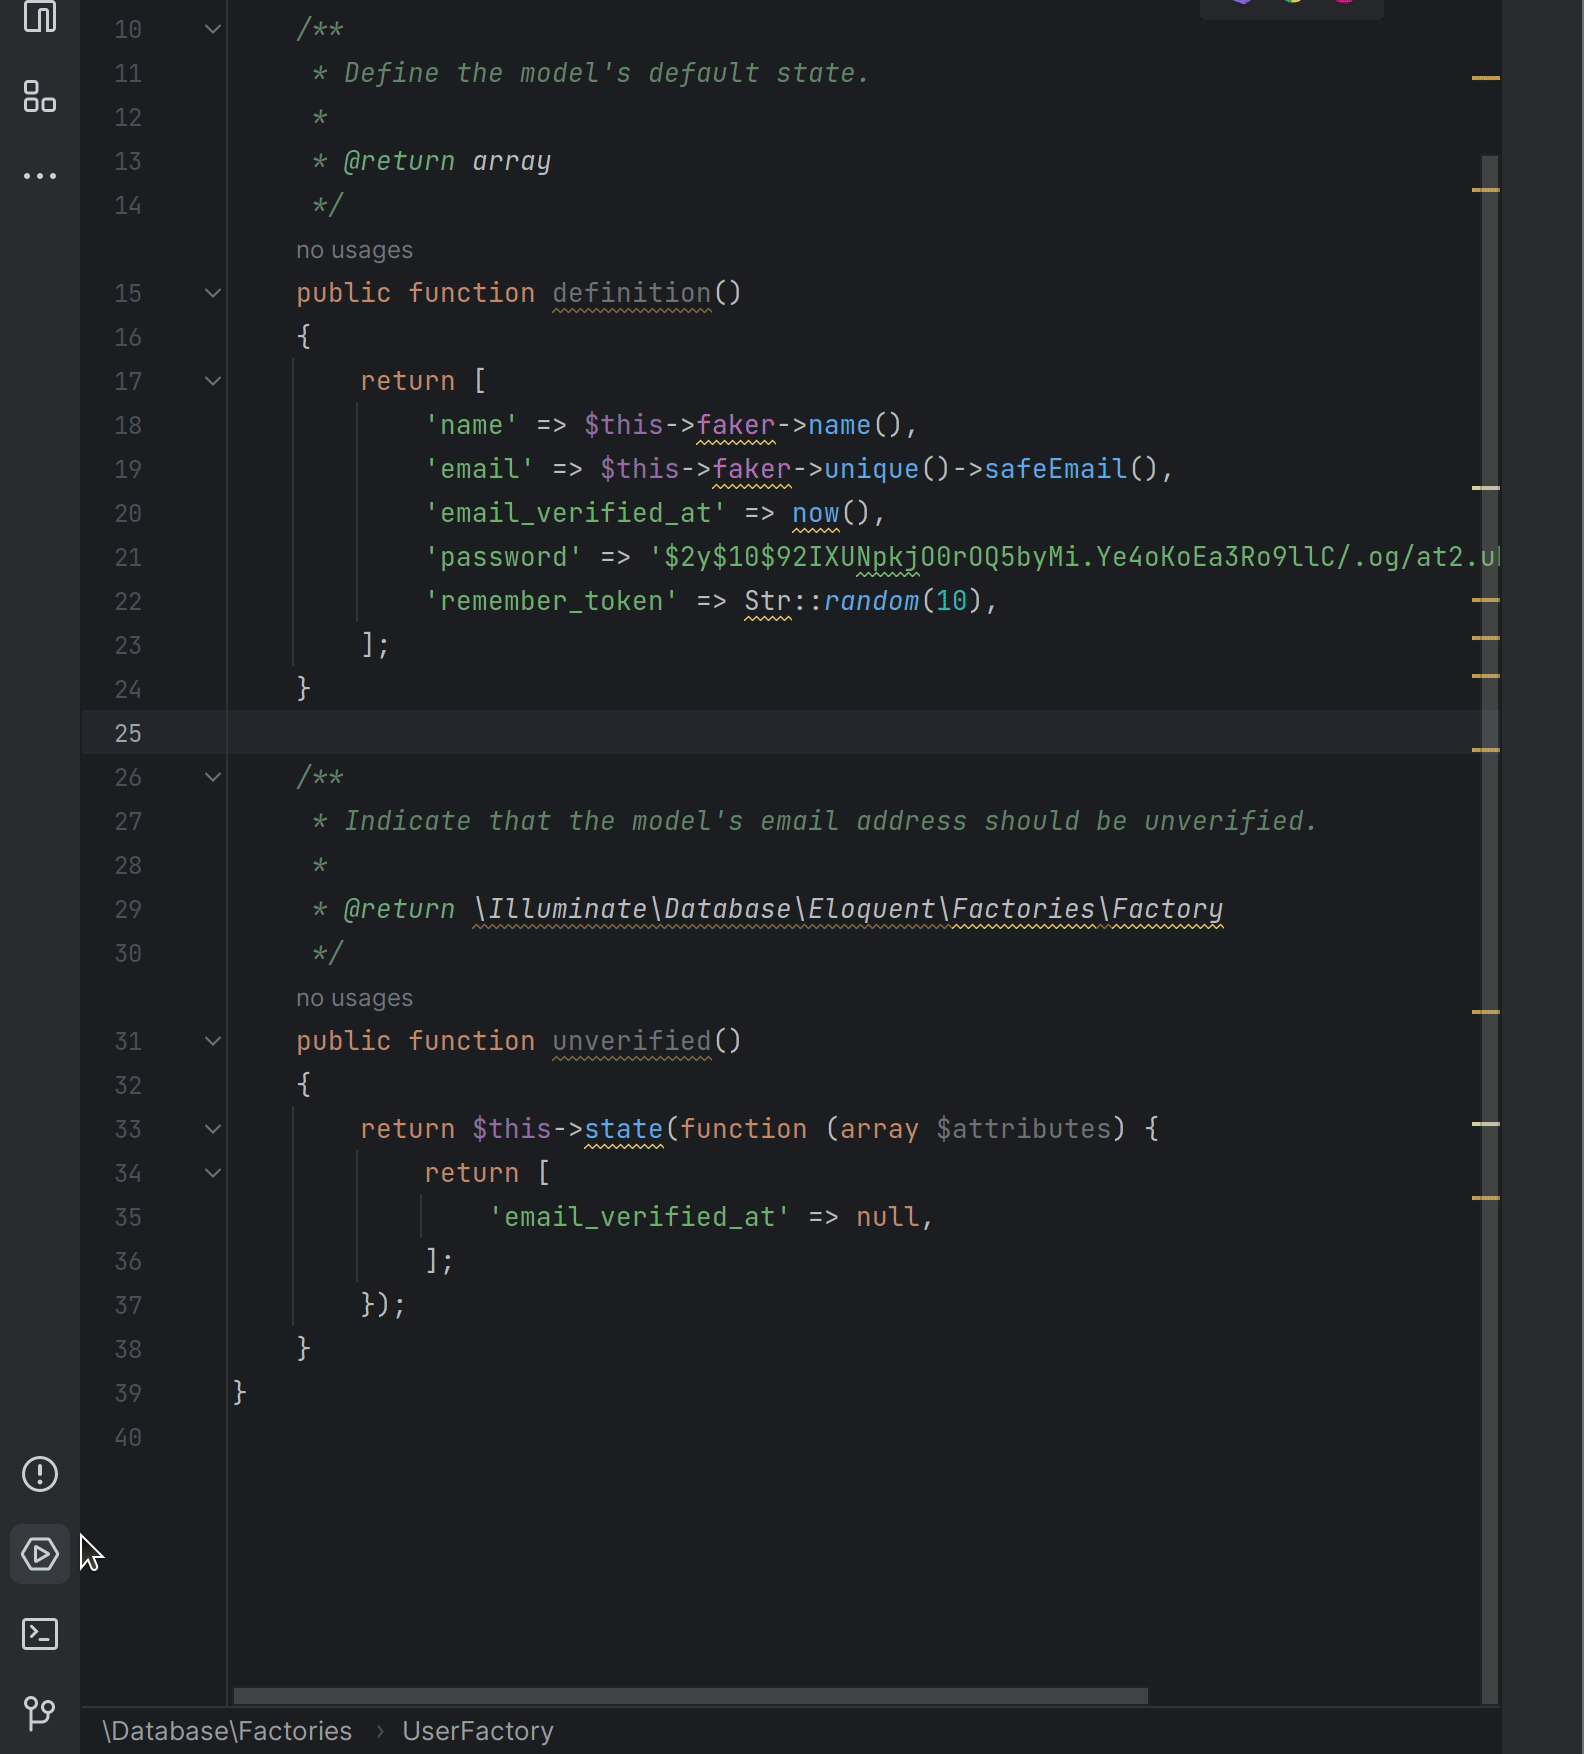 10 /**
11 * Define the model's default state.
12 *
13 * @return array
14 */
no usages
15 public function definition()
16 {
17 return [
18 'name' => $this->faker->name(),
19 'email' => $this->faker->unique()->safeEmail(),
20 'email_verified_at' => now(),
21 'password' => '$2y$10$92IXUNpkjO0rOQ5byMi.Ye4oKoEa3Ro9llC/.og/at2.u
22 'remember_token' => Str::random(10),
23 ];
24 }
25
26 /**
27 * Indicate that the model's email address should be unverified.
28 *
29 * @return \Illuminate\Database\Eloquent\Factories\Factory
30 */
no usages
31 public function unverified()
32 {
33 return $this->state(function (array $attributes) {
34 return [
35 'email_verified_at' => null,
36 ];
37 });
38 }
39 }
40
\Database\Factories › UserFactory